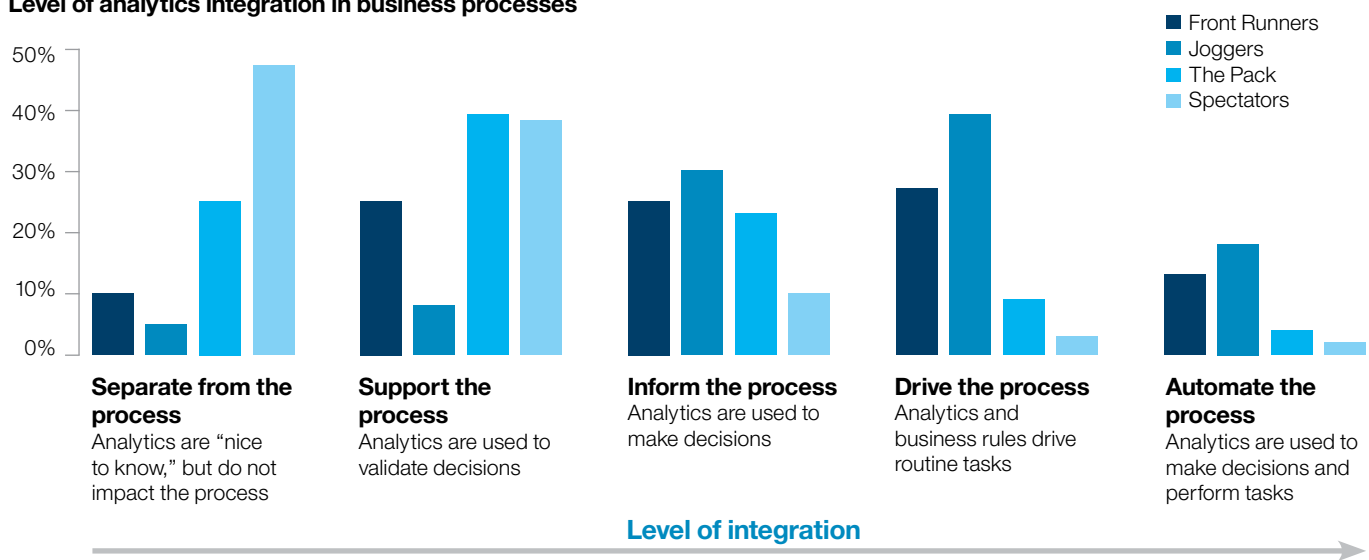 Level of analytics integration in business processes
Front Runners
Joggers
The Pack
Spectators
50%
40%
30%
20%
10%
0%
Separate from the
process
Analytics are “nice
to know,” but do not
impact the process
Support the
process
Analytics are used to
validate decisions
Inform the process
Analytics are used to
make decisions
Drive the process
Analytics and
business rules drive
routine tasks
Automate the
process
Analytics are used to
make decisions and
perform tasks
Level of integration